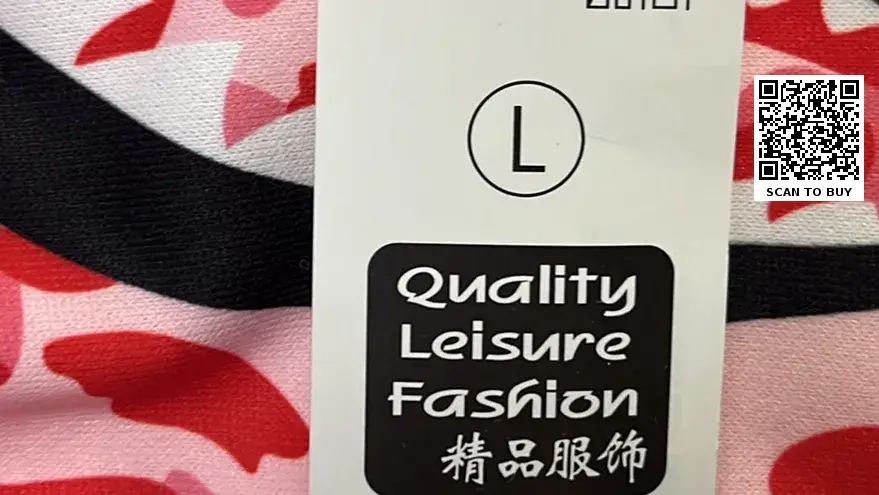 L
SCAN TO BUY
Quality
Leisure
Fashion
精品服饰